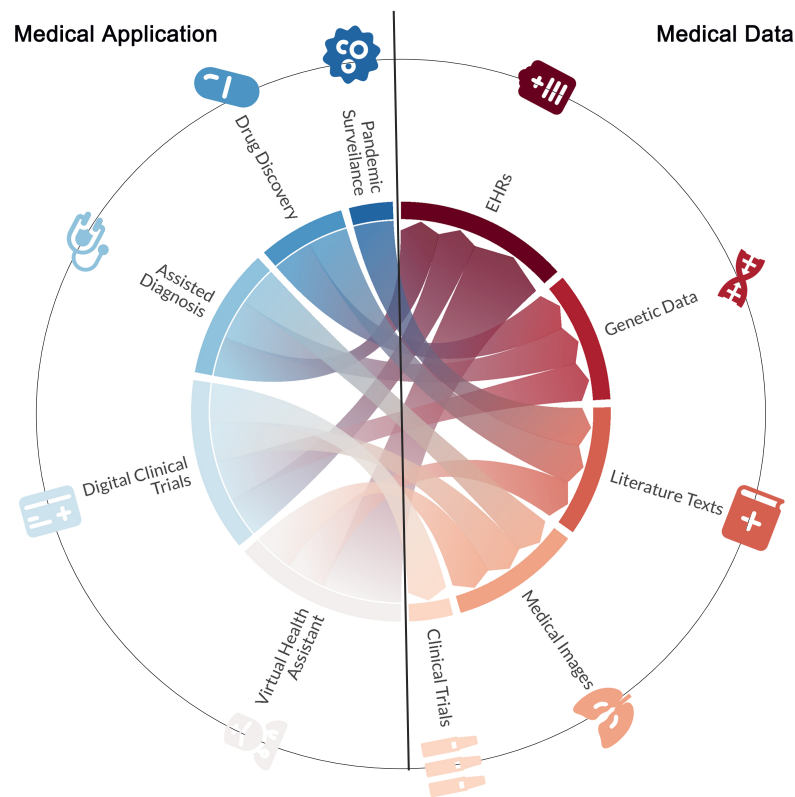 Medical Application
Medical Data
Pandemic
Surveilance
Drug Discovery
EHRs
Assisted
Diagnosis
Genetic Data
Digital Clinical
Trials
Literature Texts
Virtual Health
Assistant
Clinical Trials
Medical Images